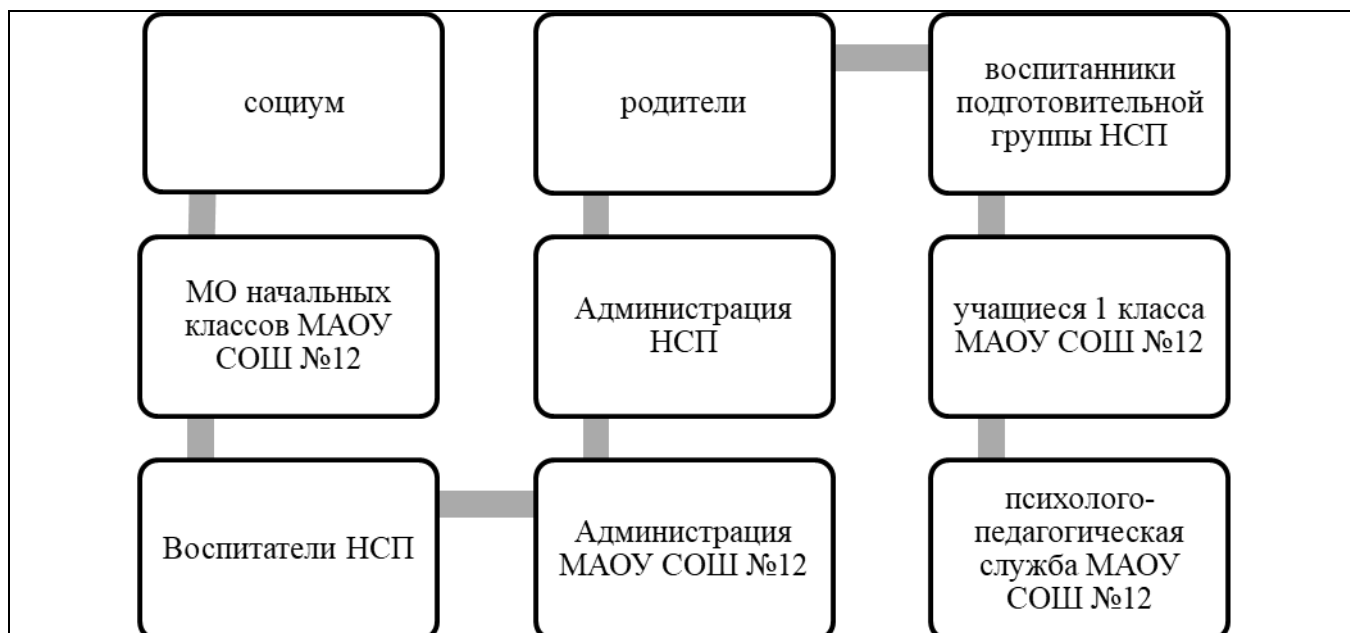 социум
родители
воспитанники
подготовительной
группы НСП
МО начальных
классов МАОУ
СОШ №12
Администрация
НСП
учащиеся 1 класса
МАОУ СОШ №12
Воспитатели НСП
Администрация
МАОУ СОШ №12
психолого-
педагогическая
служба МАОУ
СОШ №12